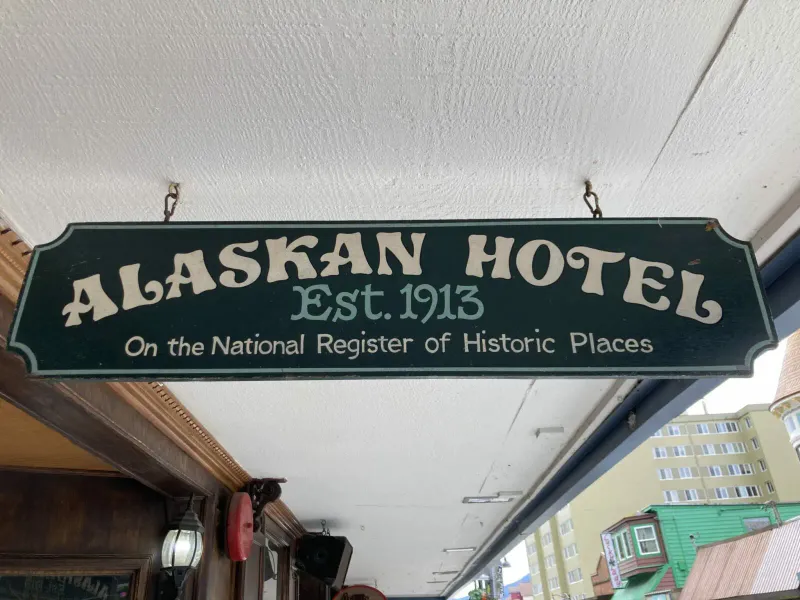 ALASKAN HOTEL
Est. 1913
On the National Register of Historic Places